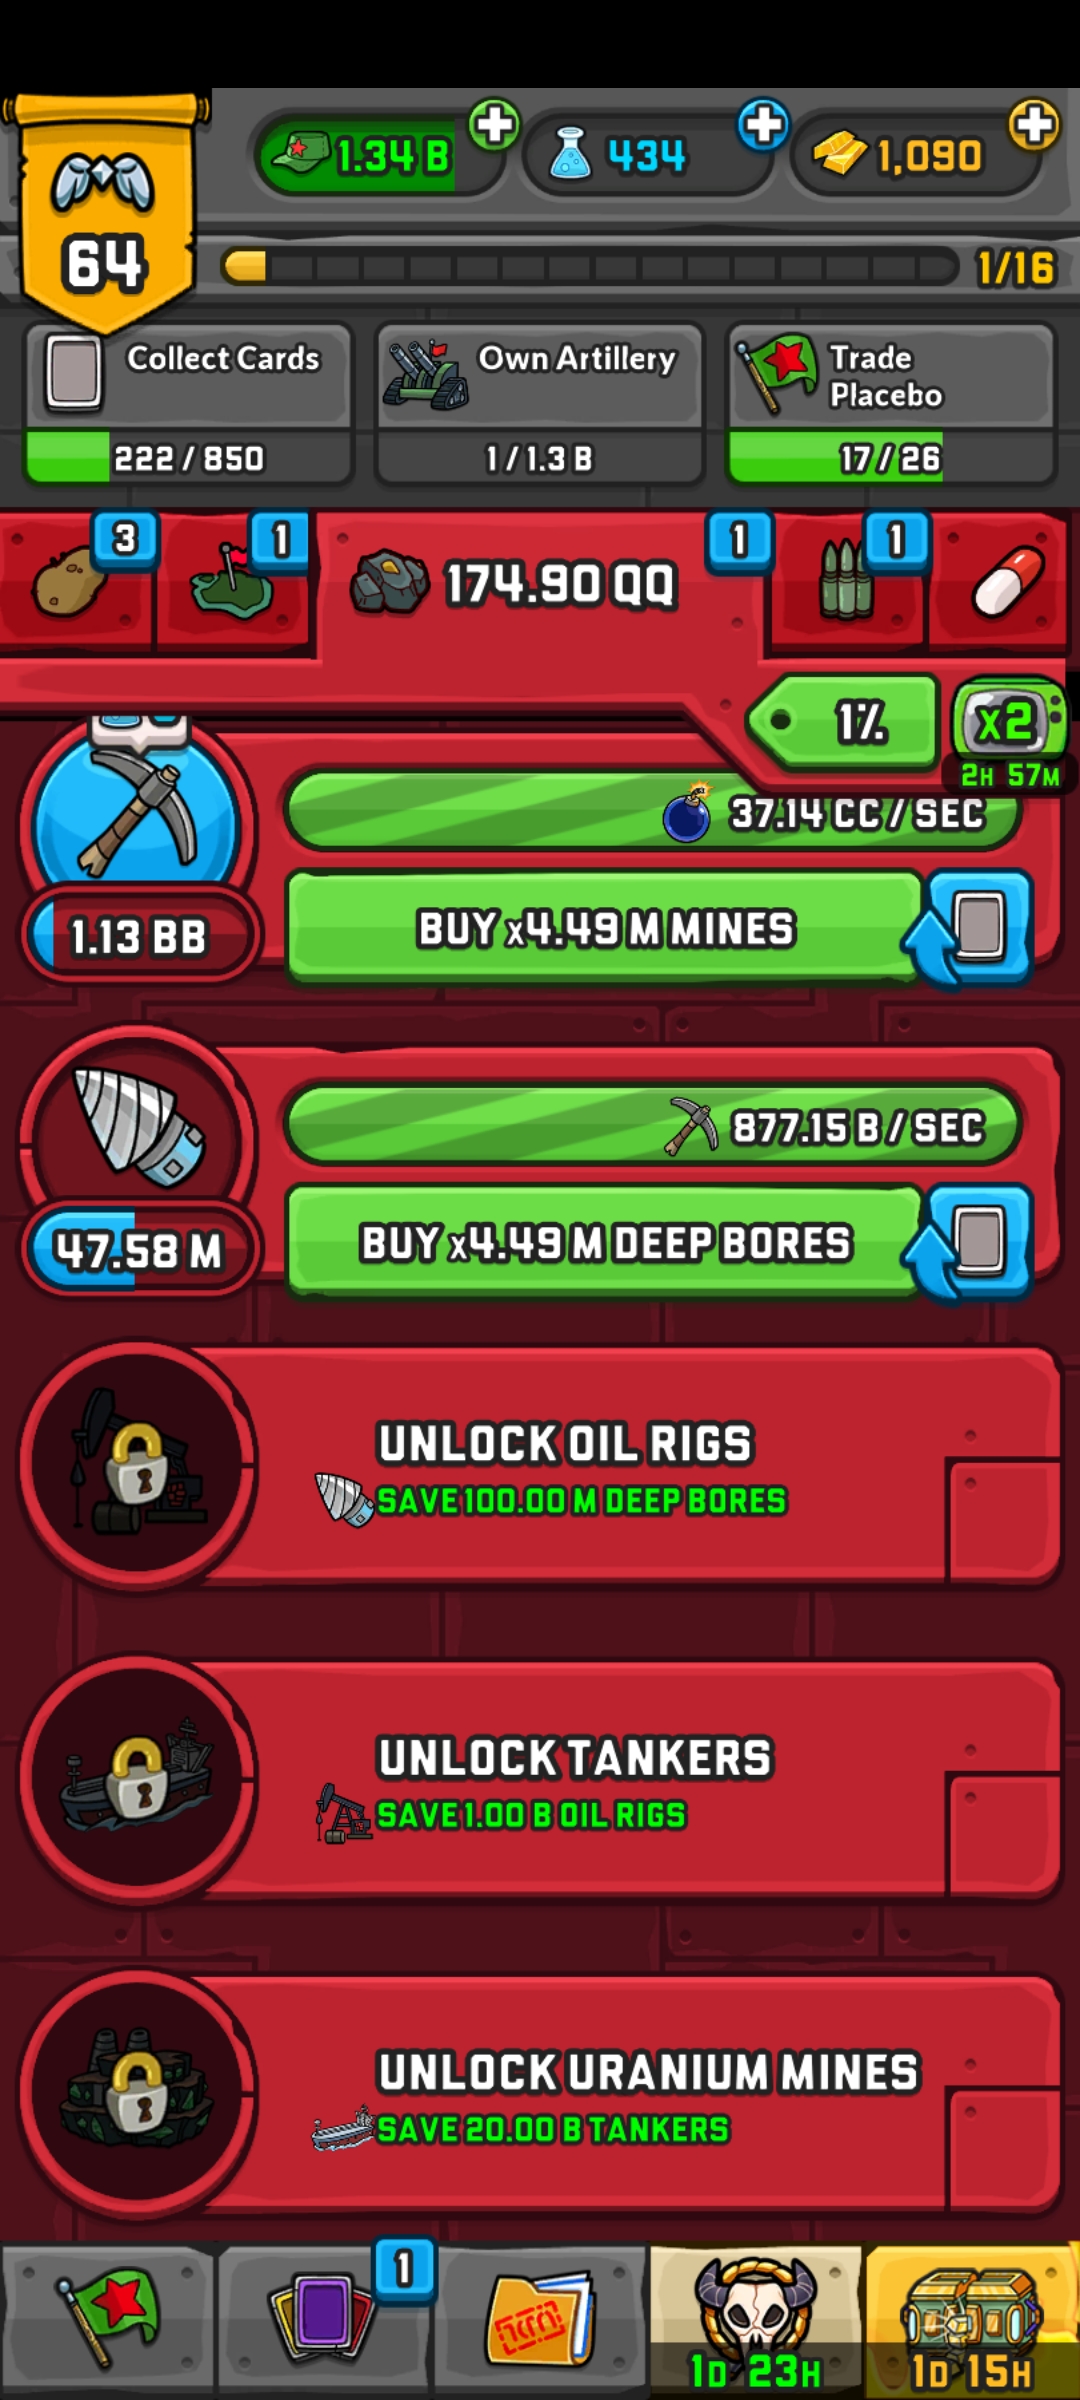 64
1.34 B
434
1,090
1/16
Collect Cards
222 / 850
Own Artillery
1 / 1.3 B
Trade
Placebo
17 / 26
3
1
174.90 QQ
1
1
1%
X2
2H 57M
37.14 CC / SEC
1.13 BB
BUY x4.49 M MINES
877.15 B / SEC
47.58 M
BUY x4.49 M DEEP BORES
UNLOCK OIL RIGS
SAVE 100.00 M DEEP BORES
UNLOCK TANKERS
SAVE 1.00 B OIL RIGS
UNLOCK URANIUM MINES
SAVE 20.00 B TANKERS
1
1D 23H
1D 15H